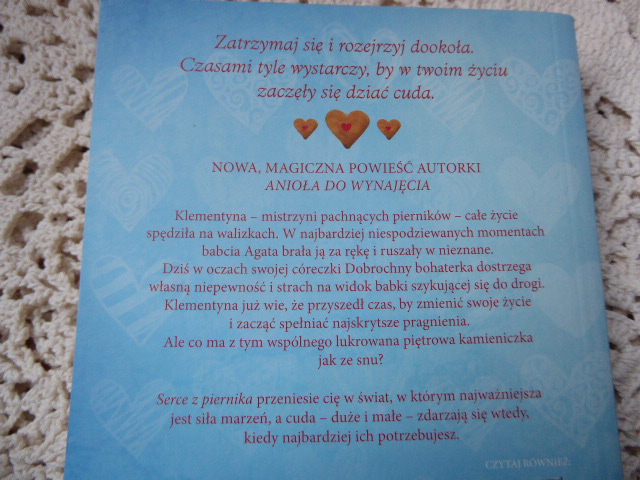 Zatrzymaj się i rozejrzyj dookoła.
Czasami tyle wystarczy, by w twoim życiu
zaczęły się dziać cuda.
NOWA, MAGICZNA POWIEŚĆ AUTORKI
ANIOŁA DO WYNAJĘCIA
Klementyna – mistrzyni pachnących pierników – całe życie
spędziła na walizkach. W najbardziej niespodziewanych momentach
babcia Agata brała ją za rękę i ruszały w nieznane.
Dziś w oczach swojej córeczki Dobrochny bohaterka dostrzega
własną niepewność i strach na widok babki szykującej się do drogi.
Klementyna już wie, że przyszedł czas, by zmienić swoje życie
i zacząć spełniać najskrytsze pragnienia.
Ale co ma z tym wspólnego lukrowana piętrowa kamieniczka
jak ze snu?
Serce z piernika przeniesie cię w świat, w którym najważniejsza
jest siła marzeń, a cuda – duże i małe – zdarzają się wtedy,
kiedy najbardziej ich potrzebujesz.
CZYTAJ RÓWNIEŻ: